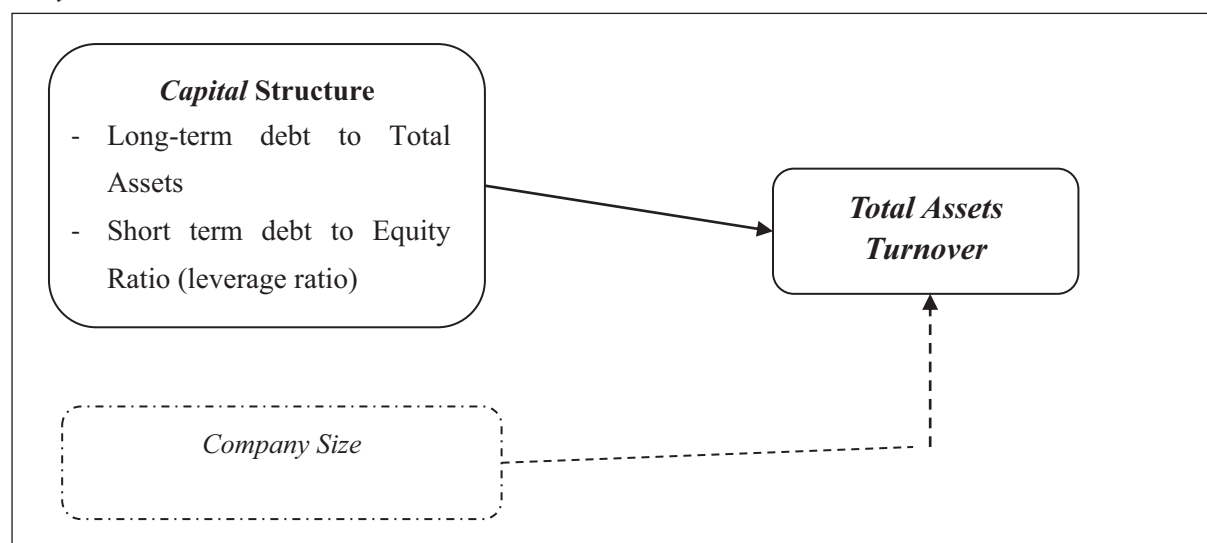 Capital Structure
- Long-term debt to Total
Assets
- Short term debt to Equity
Ratio (leverage ratio)
Total Assets
Turnover
Company Size